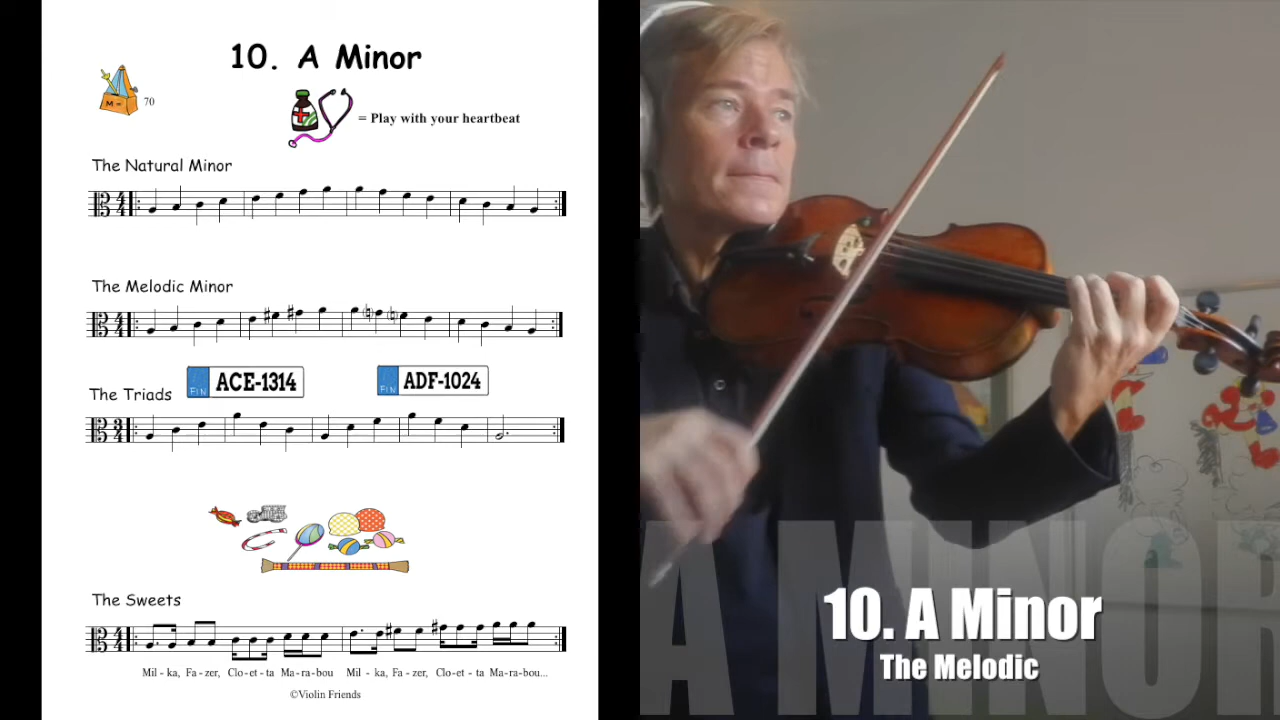 10. A Minor
M = 70
= Play with your heartbeat
The Natural Minor
The Melodic Minor
The Triads
FIN ACE-1314
FIN ADF-1024
The Sweets
Mil - ka, Fa - zer, Clo-et - ta Ma-ra-bou Mil - ka, Fa - zer, Clo-et - ta Ma-ra-bou...
©Violin Friends
A MINOR
10. A Minor
The Melodic